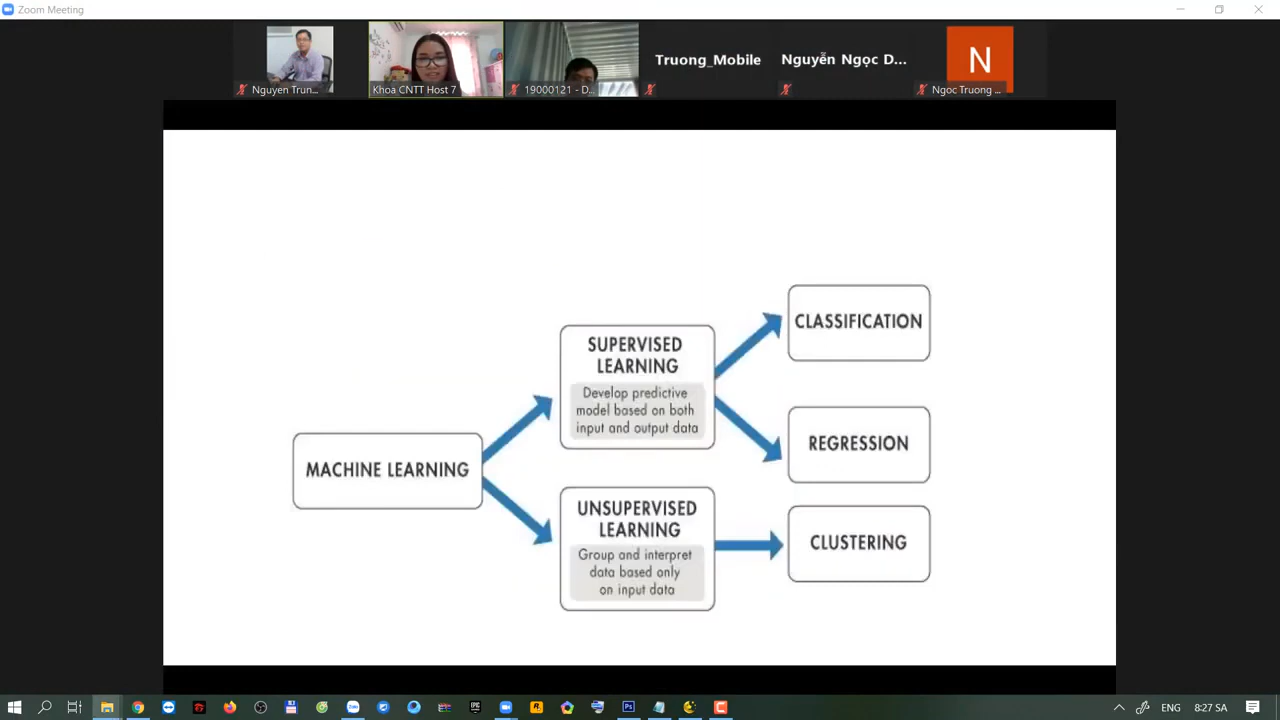 Zoom Meeting
Nguyen Trun...
Khoa CNTT Host 7
19000121 - D...
Truong_Mobile
Nguyễn Ngọc D...
N
Ngoc Truong ...
MACHINE LEARNING
SUPERVISED
LEARNING
Develop predictive
model based on both
input and output data
UNSUPERVISED
LEARNING
Group and interpret
data based only
on input data
CLASSIFICATION
REGRESSION
CLUSTERING
ENG
8:27 SA